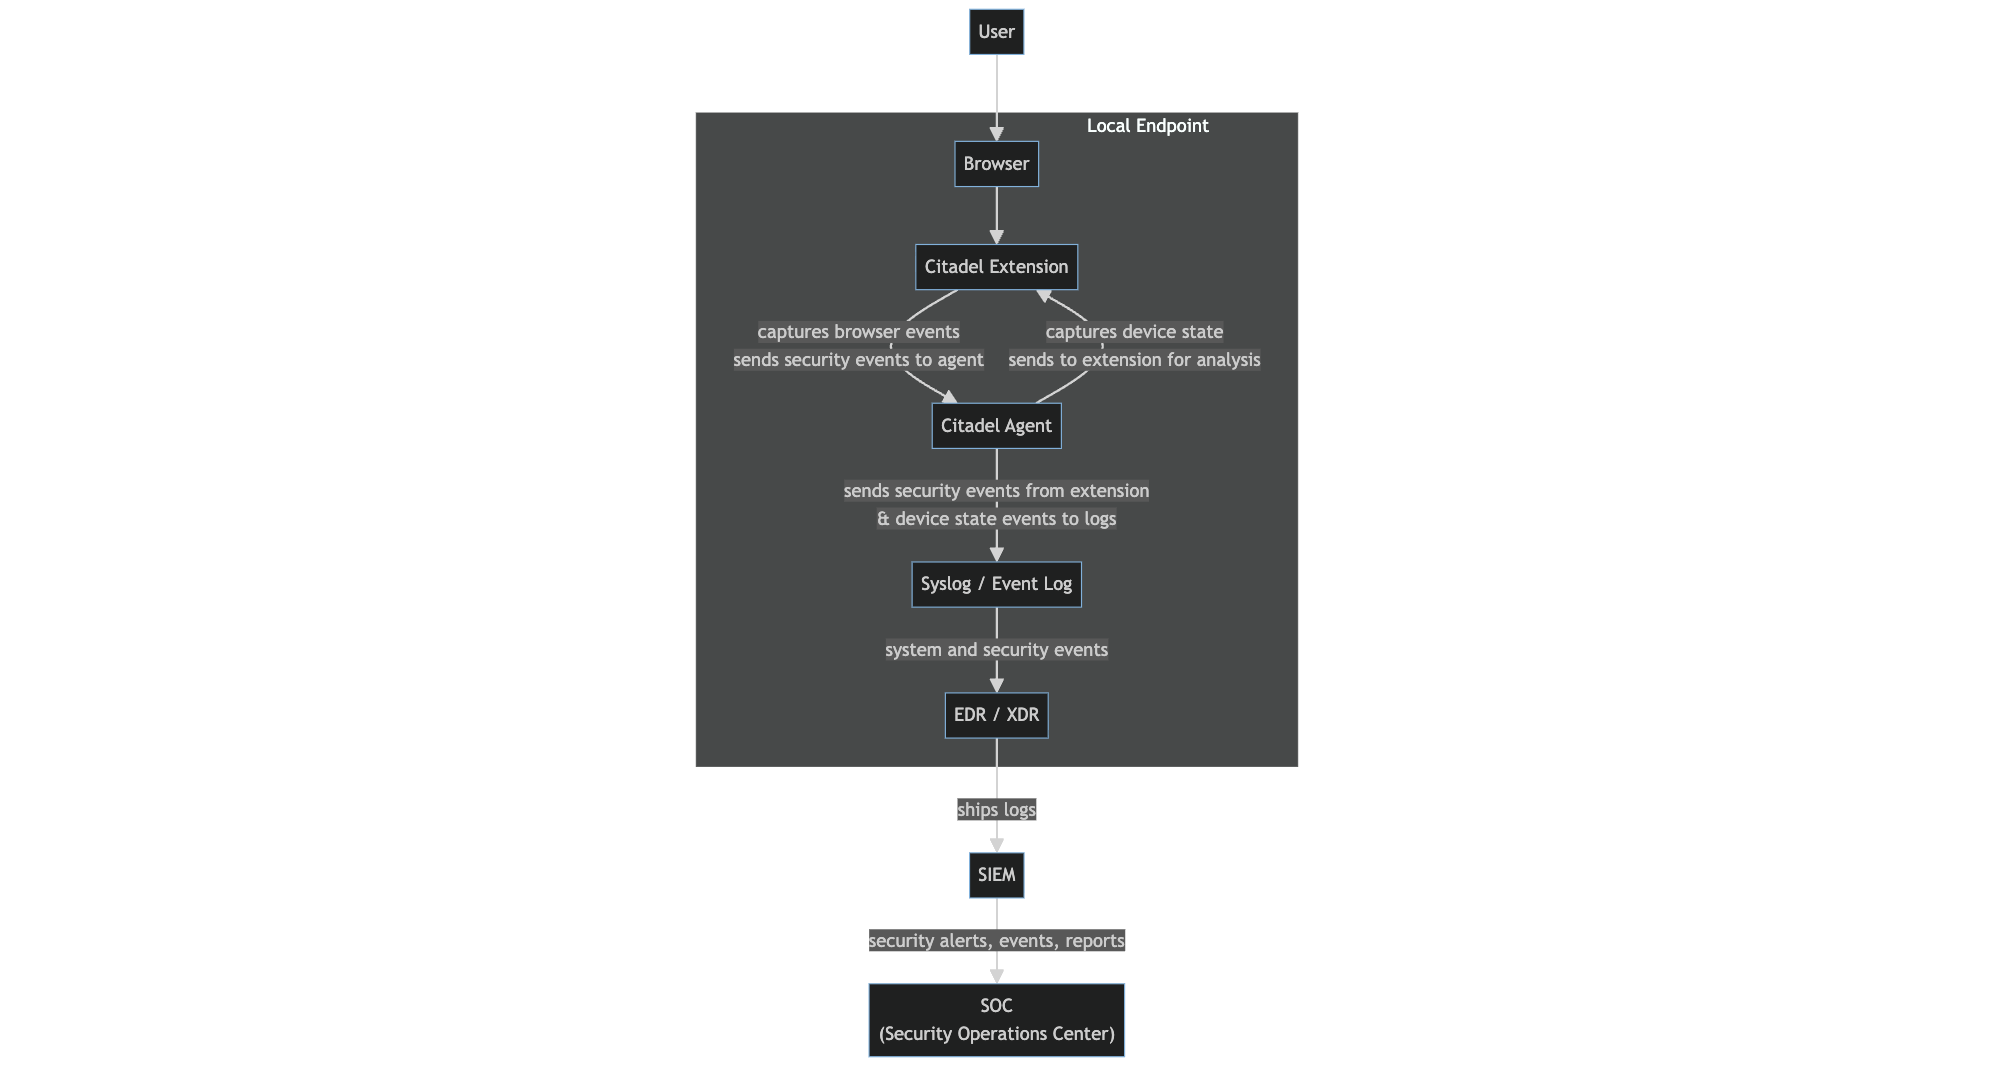 User
Local Endpoint
Browser
Citadel Extension
captures browser events
sends security events to agent
captures device state
sends to extension for analysis
Citadel Agent
sends security events from extension
& device state events to logs
Syslog / Event Log
system and security events
EDR / XDR
ships logs
SIEM
security alerts, events, reports
SOC
(Security Operations Center)